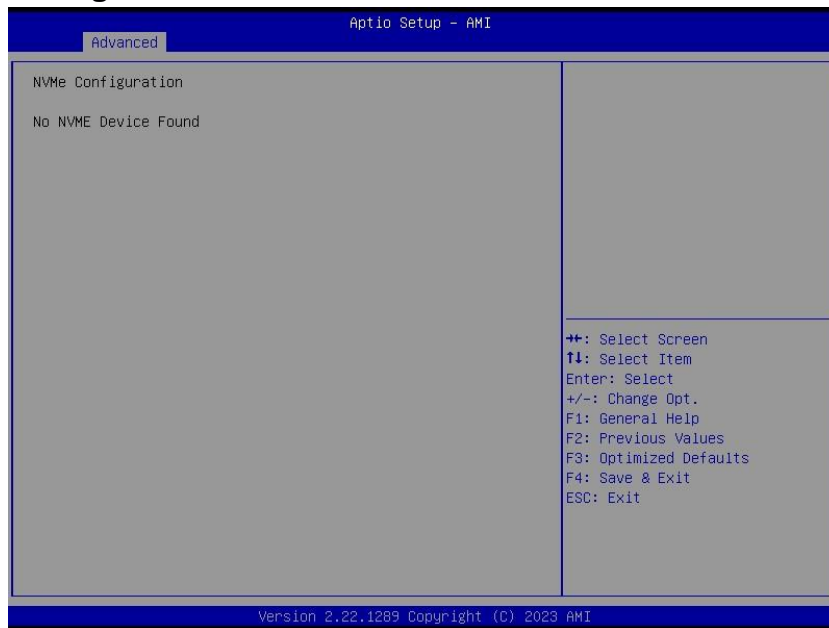 Aptio Setup - AMI
Advanced
NVMe Configuration
No NVME Device Found
→←: Select Screen
↑↓: Select Item
Enter: Select
+/-: Change Opt.
F1: General Help
F2: Previous Values
F3: Optimized Defaults
F4: Save & Exit
ESC: Exit
Version 2.22.1289 Copyright (C) 2023 AMI